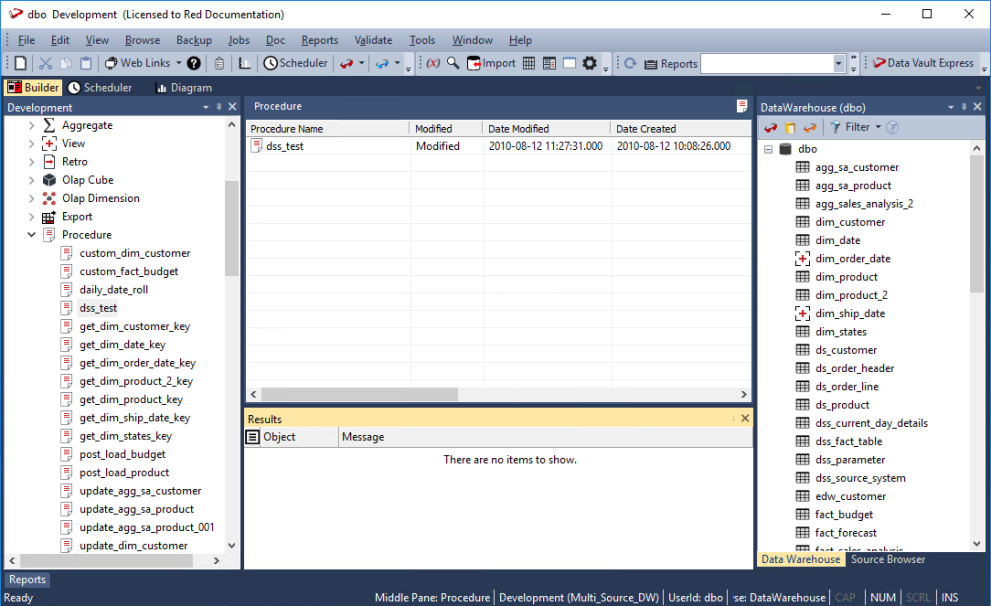 dbo Development (Licensed to Red Documentation)
File Edit View Browse Backup Jobs Doc Reports Validate Tools Window Help
Web Links Scheduler (x) Import Reports Data Vault Express
Builder Scheduler Diagram
Development
Aggregate
View
Retro
Olap Cube
Olap Dimension
Export
Procedure
custom_dim_customer
custom_fact_budget
daily_date_roll
dss_test
get_dim_customer_key
get_dim_date_key
get_dim_order_date_key
get_dim_product_2_key
get_dim_product_key
get_dim_ship_date_key
get_dim_states_key
post_load_budget
post_load_product
update_agg_sa_customer
update_agg_sa_product
update_agg_sa_product_001
update_dim_customer
Procedure
Procedure Name Modified Date Modified Date Created
dss_test Modified 2010-08-12 11:27:31.000 2010-08-12 10:08:26.000
Results
Object Message
There are no items to show.
DataWarehouse (dbo)
Filter
dbo
agg_sa_customer
agg_sa_product
agg_sales_analysis_2
dim_customer
dim_date
dim_order_date
dim_product
dim_product_2
dim_ship_date
dim_states
ds_customer
ds_order_header
ds_order_line
ds_product
dss_current_day_details
dss_fact_table
dss_parameter
dss_source_system
edw_customer
fact_budget
fact_forecast
fact_sales_analysis
Data Warehouse Source Browser
Reports
Ready Middle Pane: Procedure Development (Multi_Source_DW) UserId: dbo se: DataWarehouse CAP NUM SCRL INS